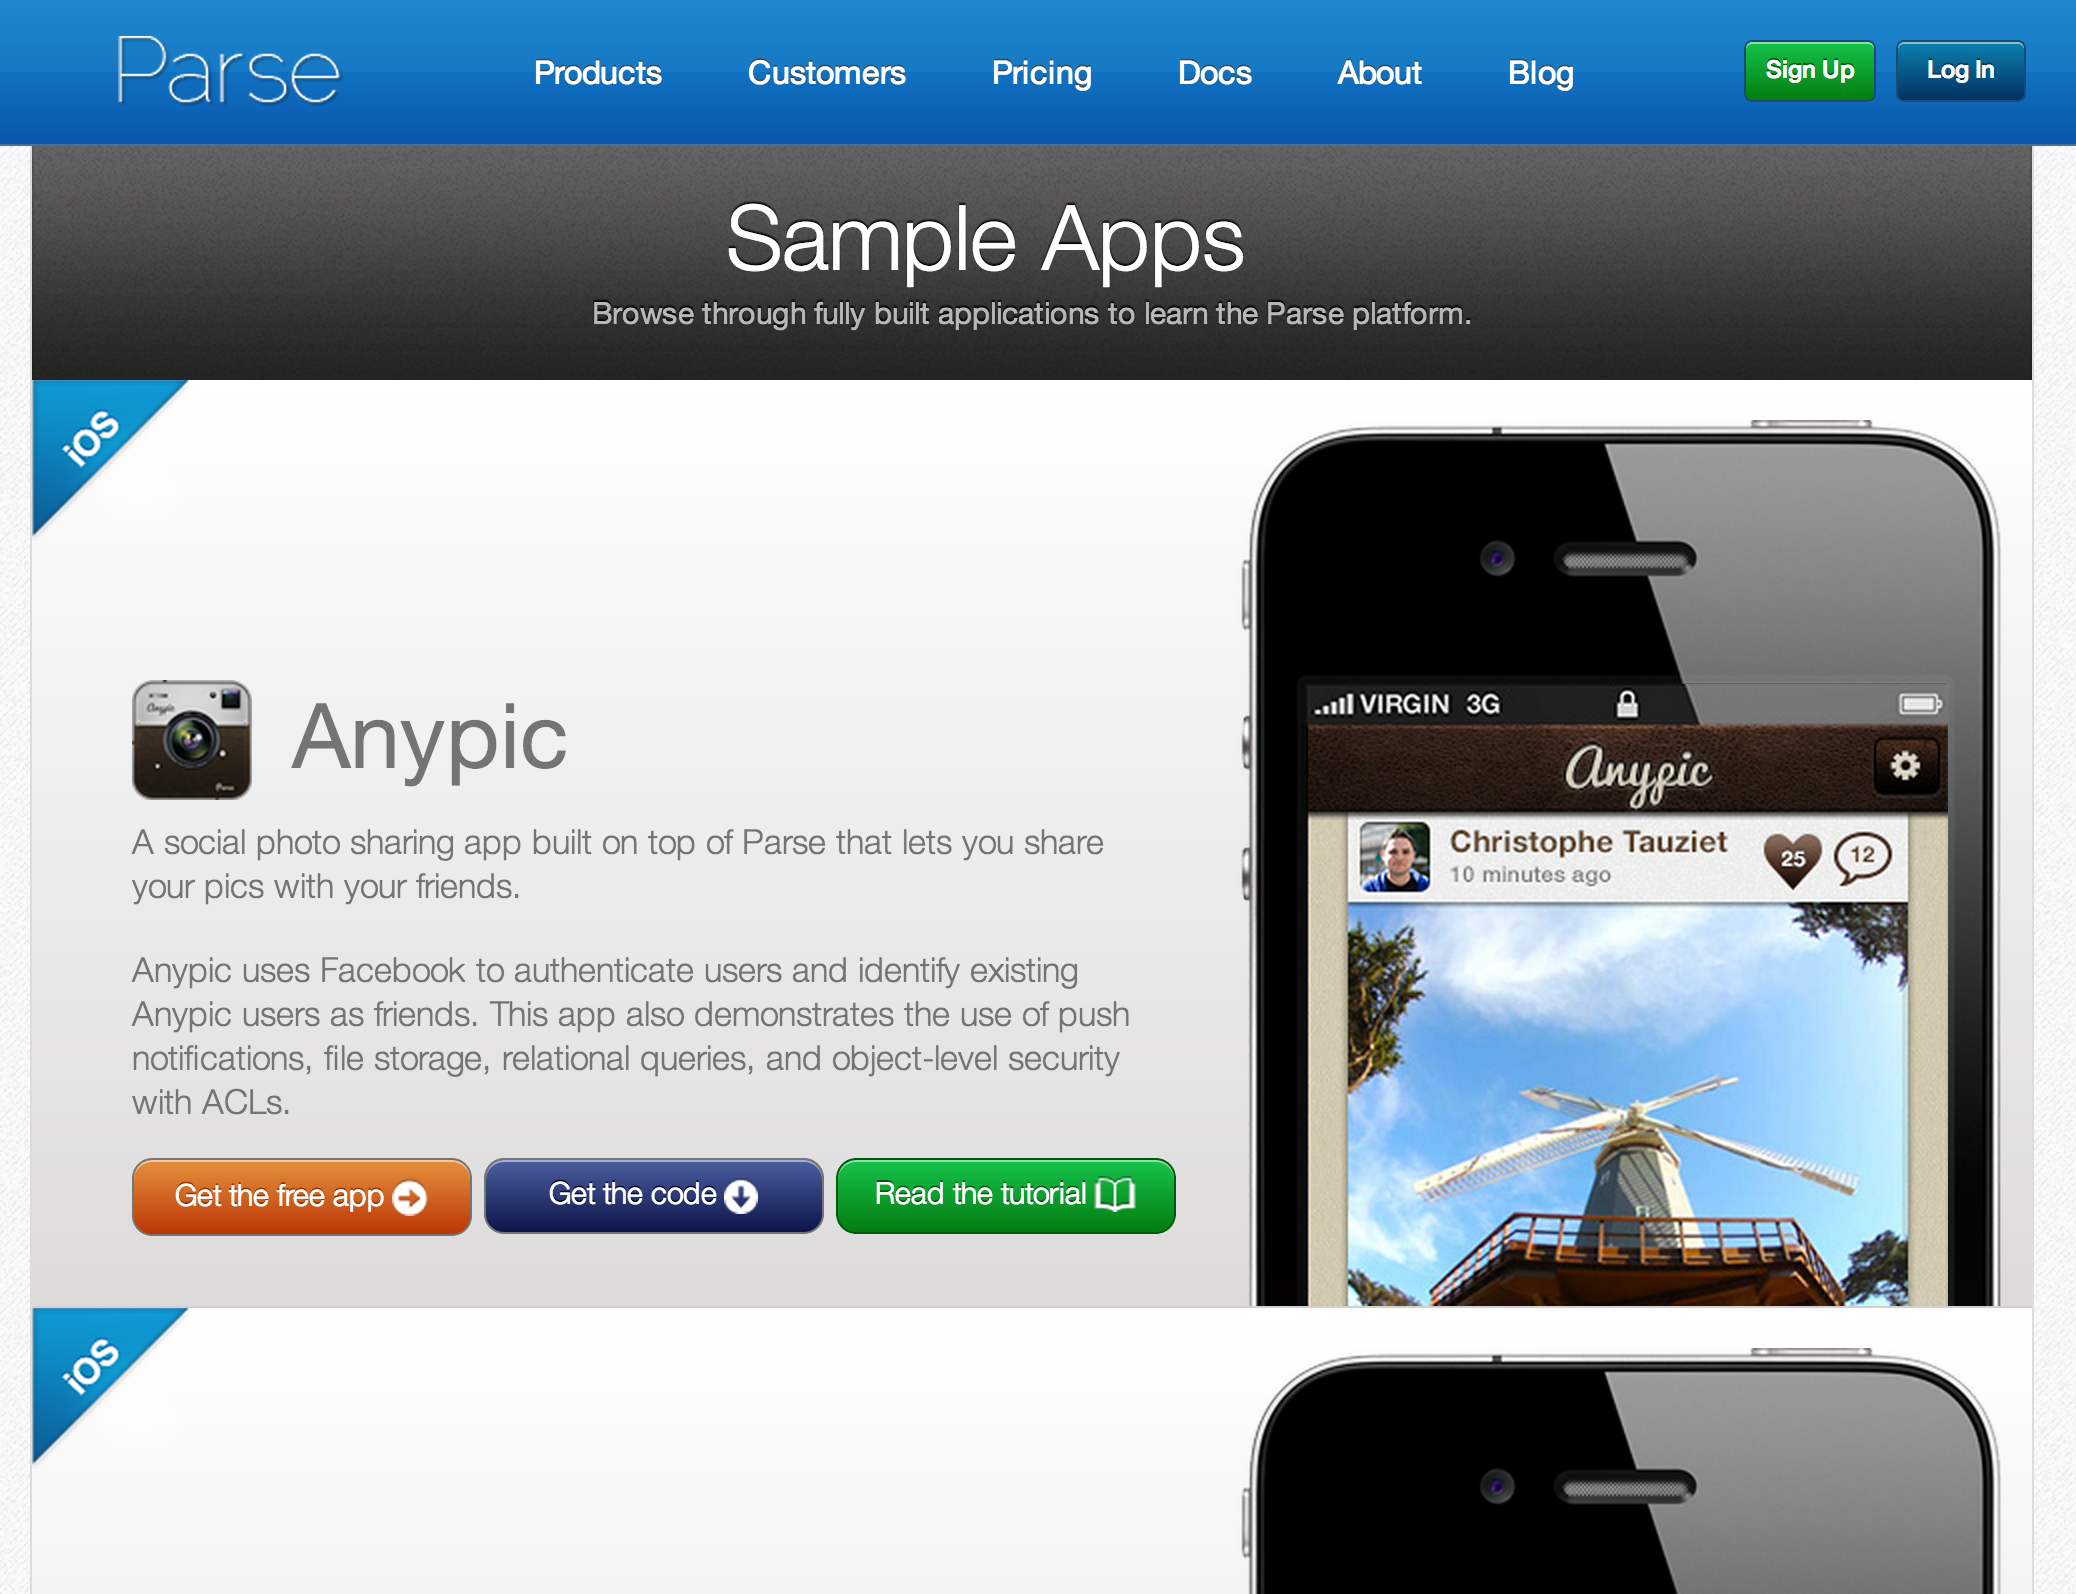 Parse
Products
Customers
Pricing
Docs
About
Blog
Sign Up
Log In
Sample Apps
Browse through fully built applications to learn the Parse platform.
iOS
Anypic
Parse
Anypic
A social photo sharing app built on top of Parse that lets you share
your pics with your friends.
Anypic uses Facebook to authenticate users and identify existing
Anypic users as friends. This app also demonstrates the use of push
notifications, file storage, relational queries, and object-level security
with ACLs.
Get the free app
Get the code
Read the tutorial
VIRGIN 3G
Anypic
Christophe Tauziet
10 minutes ago
25
12
iOS